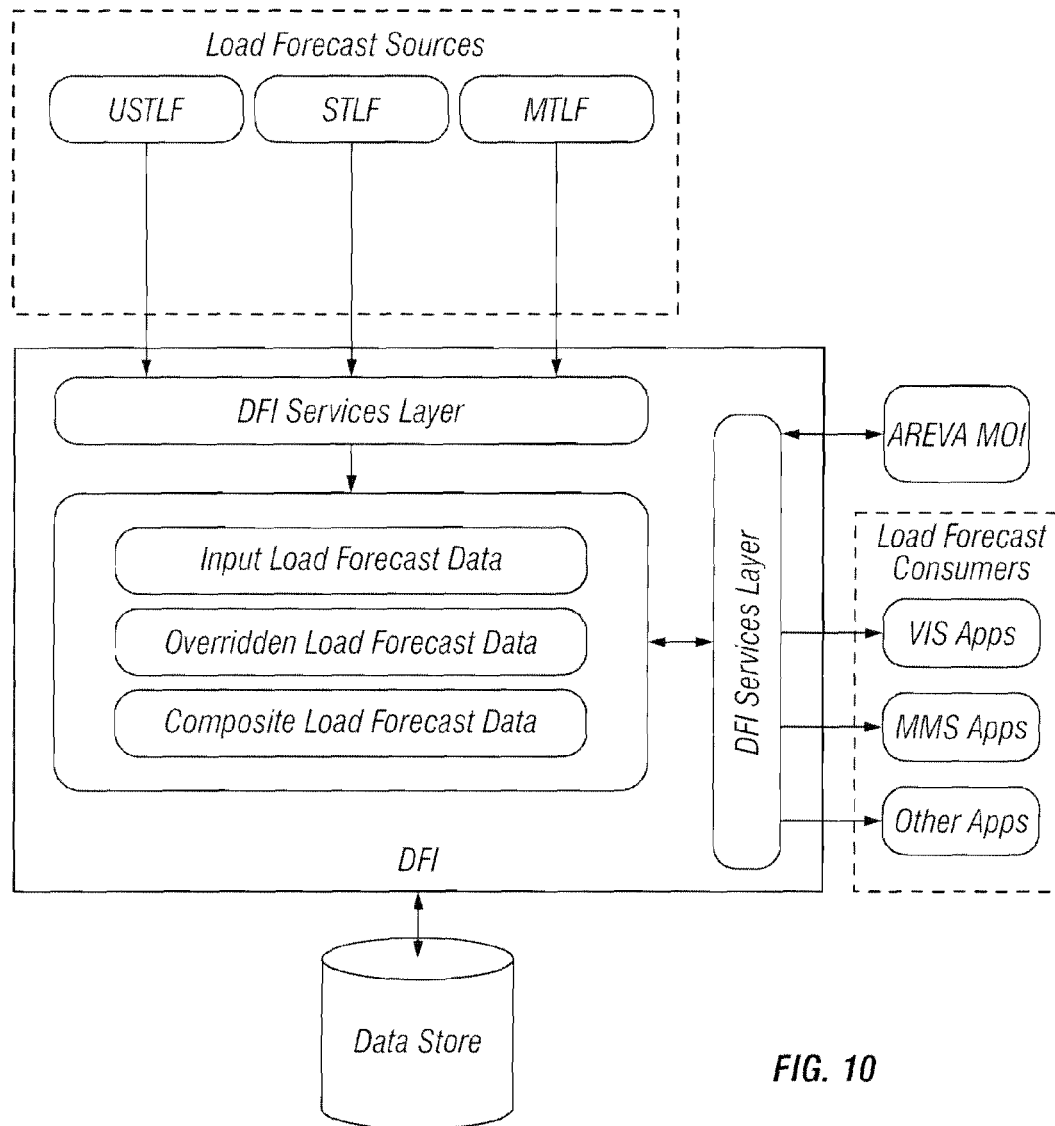 Load Forecast Sources
USTLF
STLF
MTLF
DFI Services Layer
Input Load Forecast Data
Overridden Load Forecast Data
Composite Load Forecast Data
DFI Services Layer
DFI
AREVA MOI
Load Forecast
Consumers
VIS Apps
MMS Apps
Other Apps
Data Store
FIG. 10